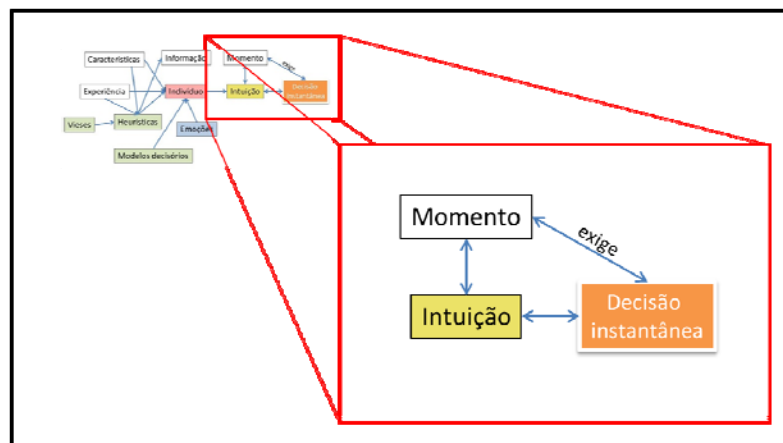 Características
Informação
Momento
exige
Experiência
Indivíduo
Intuição
Decisão
instantânea
Vieses
Heurísticas
Emoções
Modelos decisórios
Momento
exige
Intuição
Decisão
instantânea